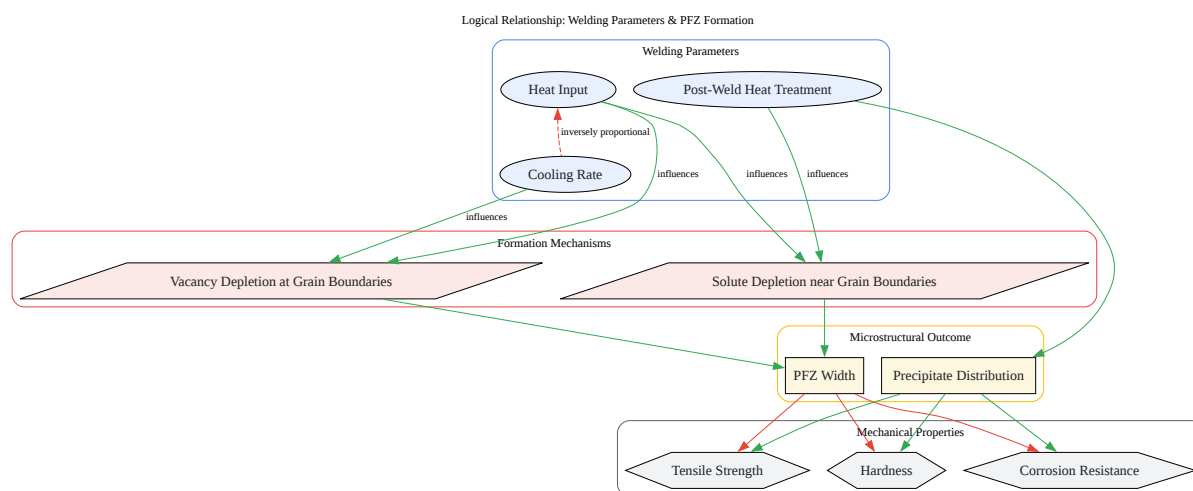 Logical Relationship: Welding Parameters & PFZ Formation
Welding Parameters
Heat Input
Post-Weld Heat Treatment
inversely proportional
Cooling Rate
influences
influences
influences
influences
Formation Mechanisms
Vacancy Depletion at Grain Boundaries
Solute Depletion near Grain Boundaries
Microstructural Outcome
PFZ Width
Precipitate Distribution
Mechanical Properties
Tensile Strength
Hardness
Corrosion Resistance